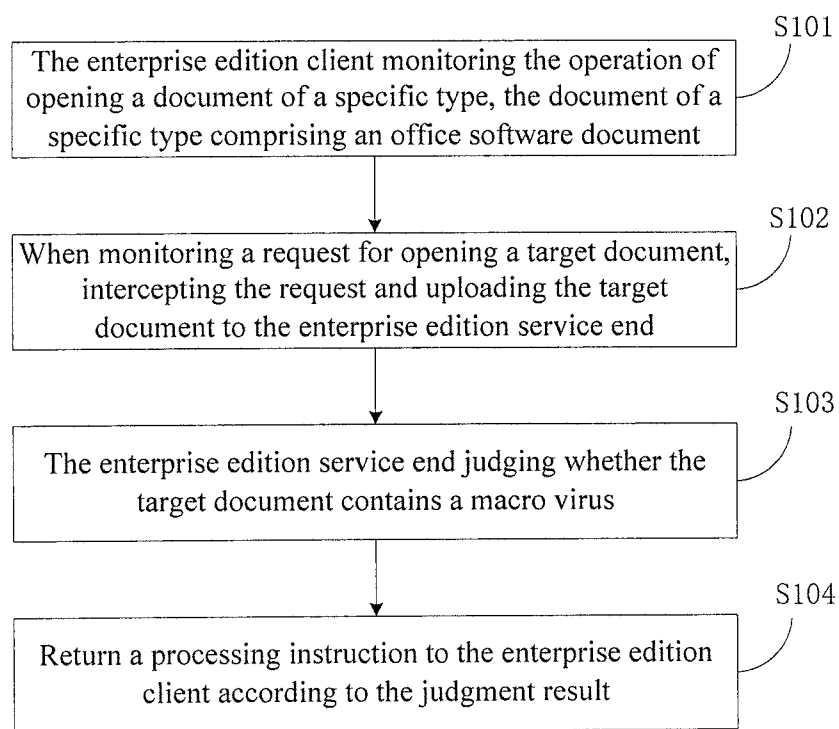 S101
The enterprise edition client monitoring the operation of
opening a document of a specific type, the document of a
specific type comprising an office software document
S102
When monitoring a request for opening a target document,
intercepting the request and uploading the target
document to the enterprise edition service end
S103
The enterprise edition service end judging whether the
target document contains a macro virus
S104
Return a processing instruction to the enterprise edition
client according to the judgment result